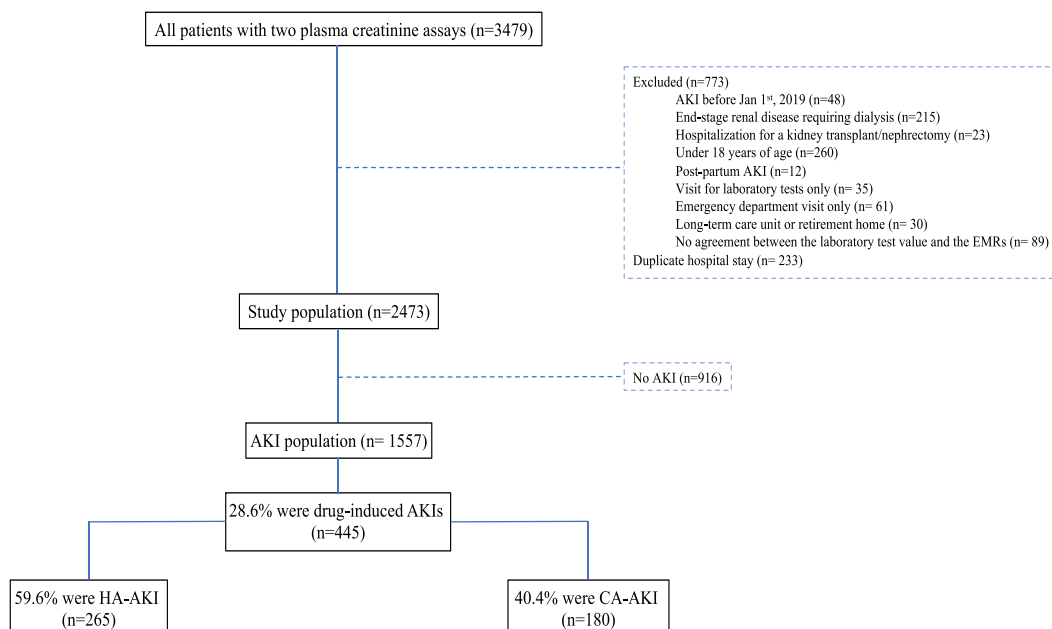 All patients with two plasma creatinine assays (n=3479)
Excluded (n=773)
AKI before Jan 1st, 2019 (n=48)
End-stage renal disease requiring dialysis (n=215)
Hospitalization for a kidney transplant/nephrectomy (n=23)
Under 18 years of age (n=260)
Post-partum AKI (n=12)
Visit for laboratory tests only (n= 35)
Emergency department visit only (n= 61)
Long-term care unit or retirement home (n= 30)
No agreement between the laboratory test value and the EMRs (n= 89)
Duplicate hospital stay (n= 233)
Study population (n=2473)
No AKI (n=916)
AKI population (n= 1557)
28.6% were drug-induced AKIs
(n=445)
59.6% were HA-AKI
(n=265)
40.4% were CA-AKI
(n=180)